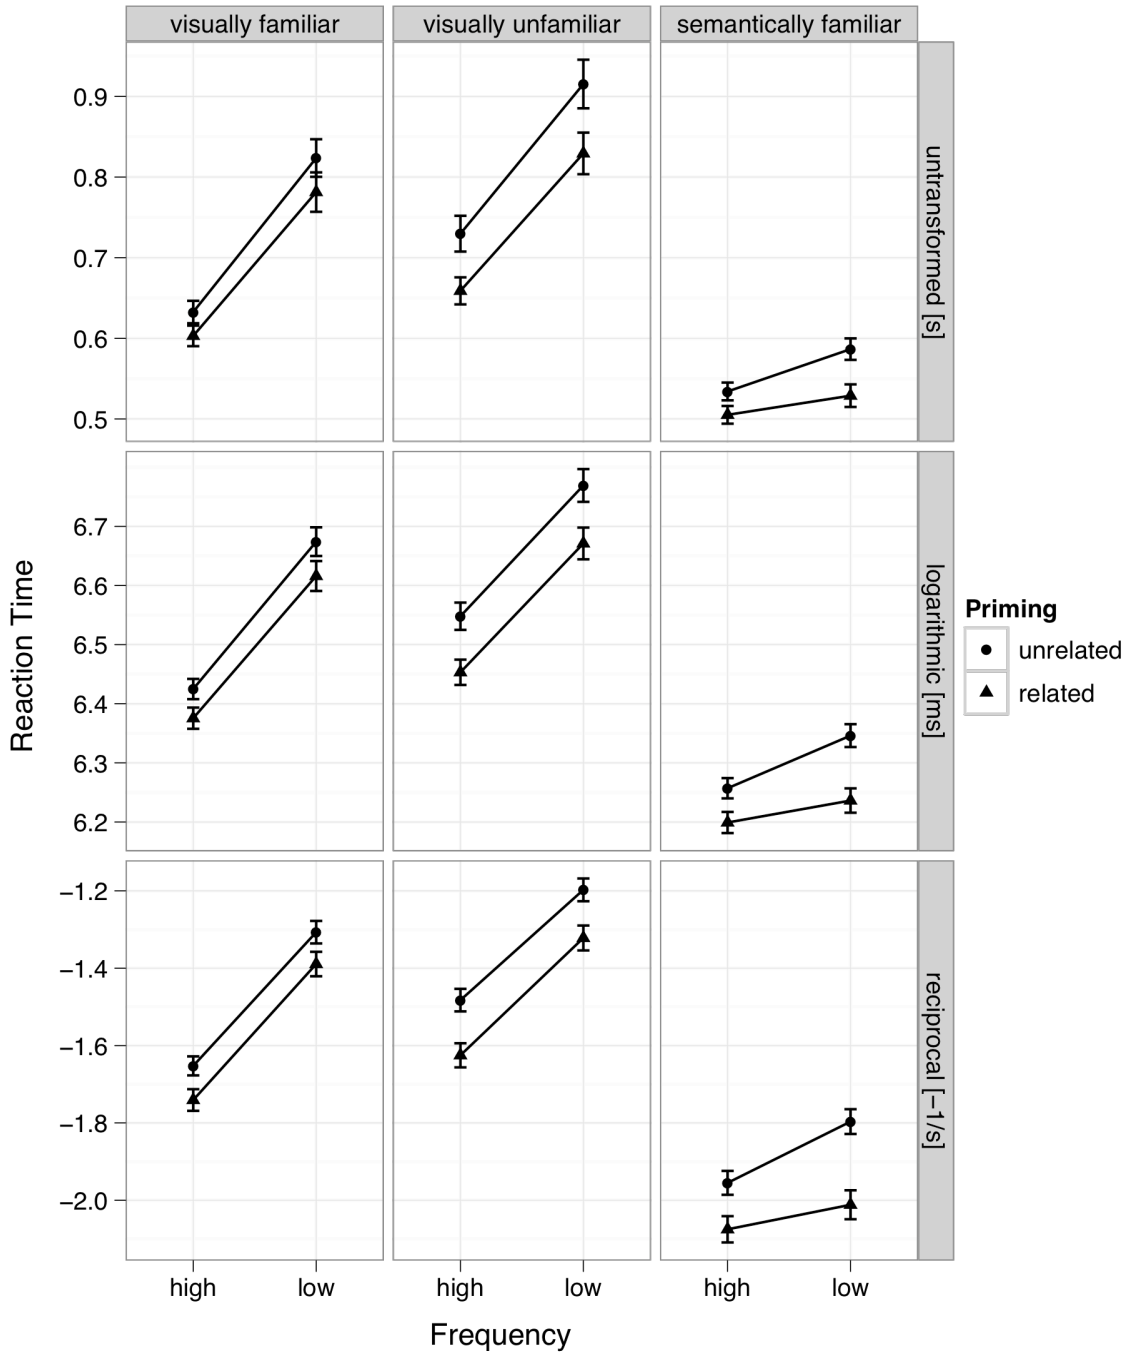 visually familiar
visually unfamiliar
semantically familiar
0.9
0.8
0.7
0.6
0.5
untransformed [s]
6.7
6.6
6.5
6.4
6.3
6.2
logarithmic [ms]
−1.2
−1.4
−1.6
−1.8
−2.0
reciprocal [−1/s]
high
low
high
low
high
low
Frequency
Reaction Time
Priming
unrelated
related